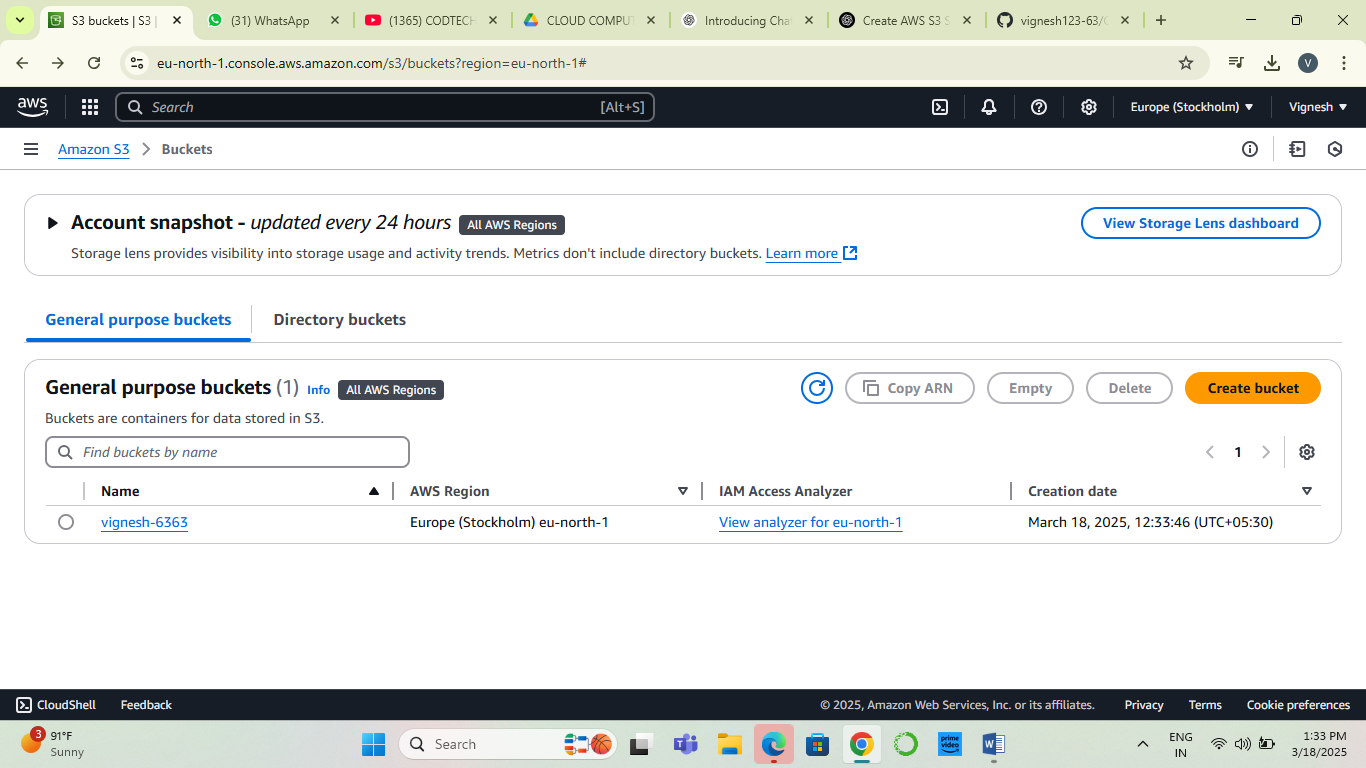 S3 buckets | S3 |
(31) WhatsApp
(1365) CODTECH
CLOUD COMPUT
Introducing Cha
Create AWS S3 S
vignesh123-63/C
eu-north-1.console.aws.amazon.com/s3/buckets?region=eu-north-1#
V
aws
Search
[Alt+S]
Europe (Stockholm)
Vignesh
Amazon S3
Buckets
Account snapshot - updated every 24 hours
All AWS Regions
View Storage Lens dashboard
Storage lens provides visibility into storage usage and activity trends. Metrics don't include directory buckets. Learn more
General purpose buckets
Directory buckets
General purpose buckets (1)
Info
All AWS Regions
Copy ARN
Empty
Delete
Create bucket
Buckets are containers for data stored in S3.
Find buckets by name
1
Name
AWS Region
IAM Access Analyzer
Creation date
vignesh-6363
Europe (Stockholm) eu-north-1
View analyzer for eu-north-1
March 18, 2025, 12:33:46 (UTC+05:30)
CloudShell
Feedback
© 2025, Amazon Web Services, Inc. or its affiliates.
Privacy
Terms
Cookie preferences
3
91°F
Sunny
Search
prime video
ENG
IN
1:33 PM
3/18/2025